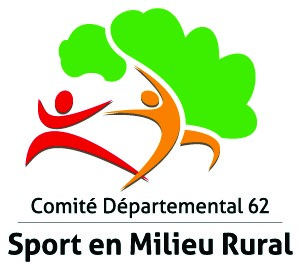 Comité Départemental 62
Sport en Milieu Rural